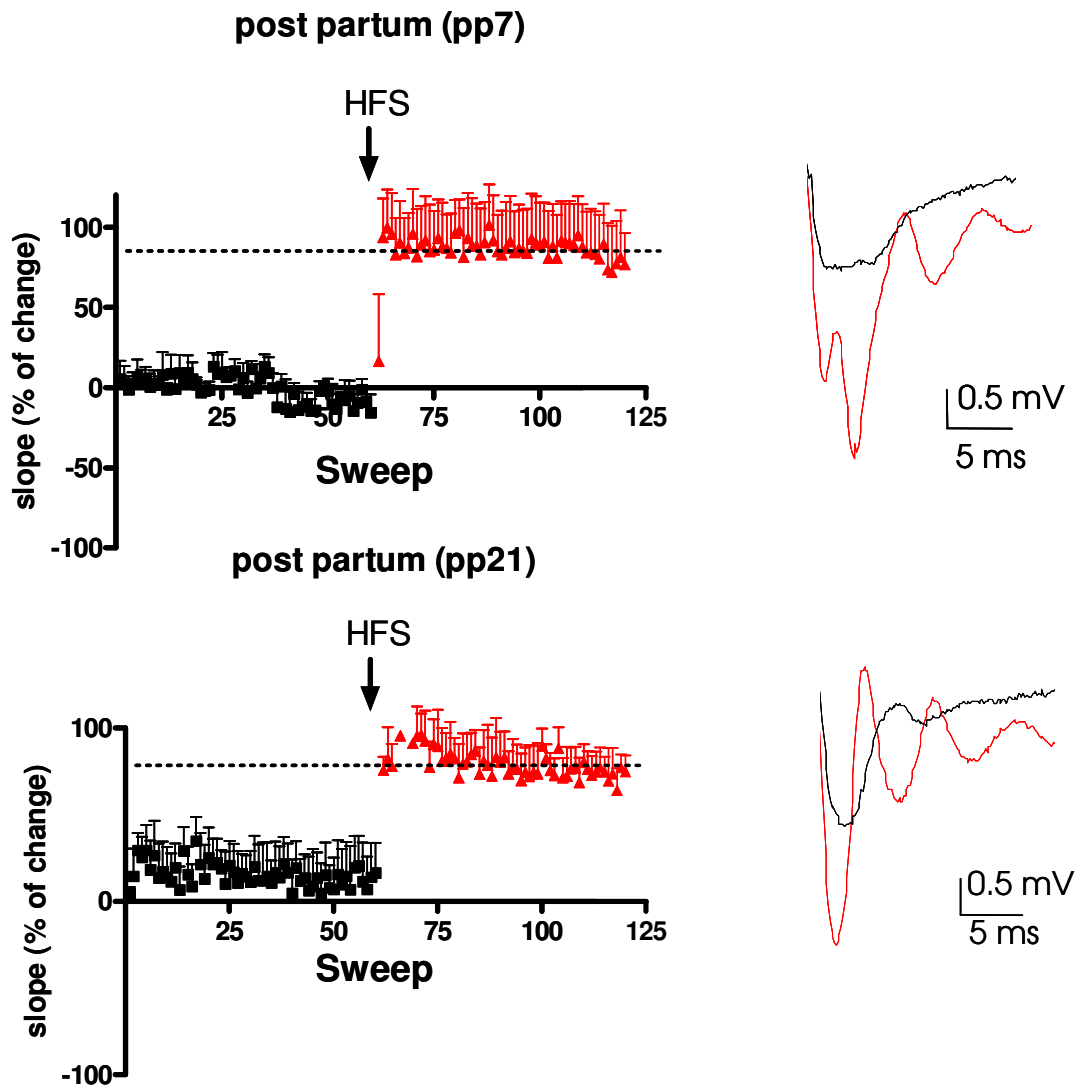 post partum (pp7)
HFS
slope (% of change)
100
50
0
-50
-100
25
50
75
100
125
Sweep
0.5 mV
5 ms
post partum (pp21)
HFS
slope (% of change)
100
0
-100
25
50
75
100
125
Sweep
0.5 mV
5 ms